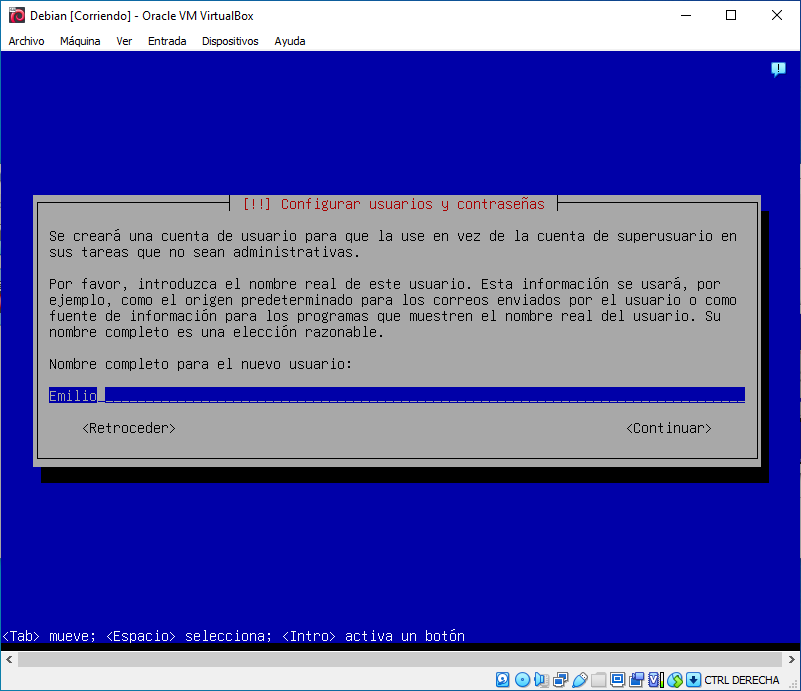 Debian [Corriendo] - Oracle VM VirtualBox
Archivo Máquina Ver Entrada Dispositivos Ayuda
[!!] Configurar usuarios y contraseñas
Se creará una cuenta de usuario para que la use en vez de la cuenta de superusuario en
sus tareas que no sean administrativas.
Por favor, introduzca el nombre real de este usuario. Esta información se usará, por
ejemplo, como el origen predeterminado para los correos enviados por el usuario o como
fuente de información para los programas que muestren el nombre real del usuario. Su
nombre completo es una elección razonable.
Nombre completo para el nuevo usuario:
Emilio
<Retroceder> <Continuar>
<Tab> mueve; <Espacio> selecciona; <Intro> activa un botón
CTRL DERECHA